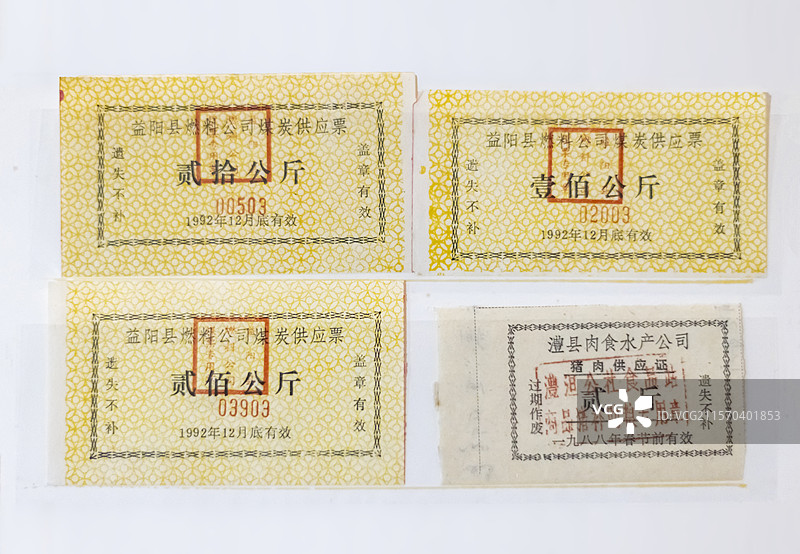 益阳县燃料公司煤炭供应票
遗失不补
贰拾公斤
盖章有效
00503
1992年12月底有效
益阳县燃料公司煤炭供应票
遗失不补
壹佰公斤
盖章有效
02003
1992年12月底有效
益阳县燃料公司煤炭供应票
遗失不补
贰佰公斤
盖章有效
03903
1992年12月底有效
澧县肉食水产公司
猪肉供应证
过期作废
贰
斤
遗失不补
一九八八年春节前有效
VCG
ID:VCG211570401853